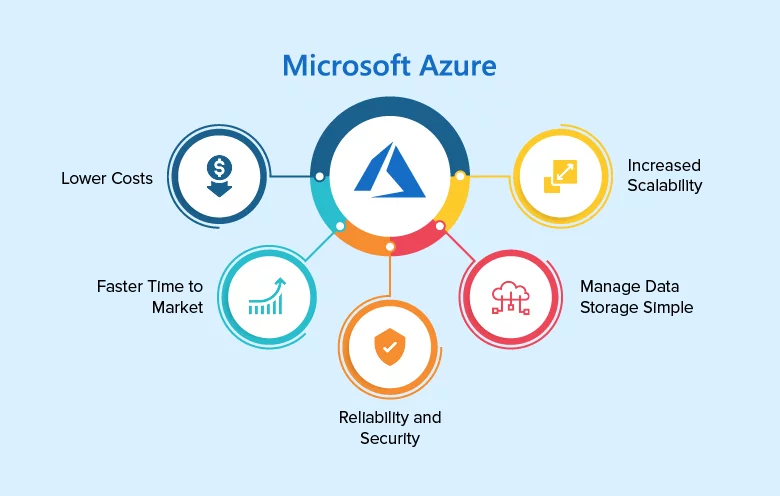 Microsoft Azure
Lower Costs
Increased
Scalability
Faster Time to
Market
Manage Data
Storage Simple
Reliability and
Security